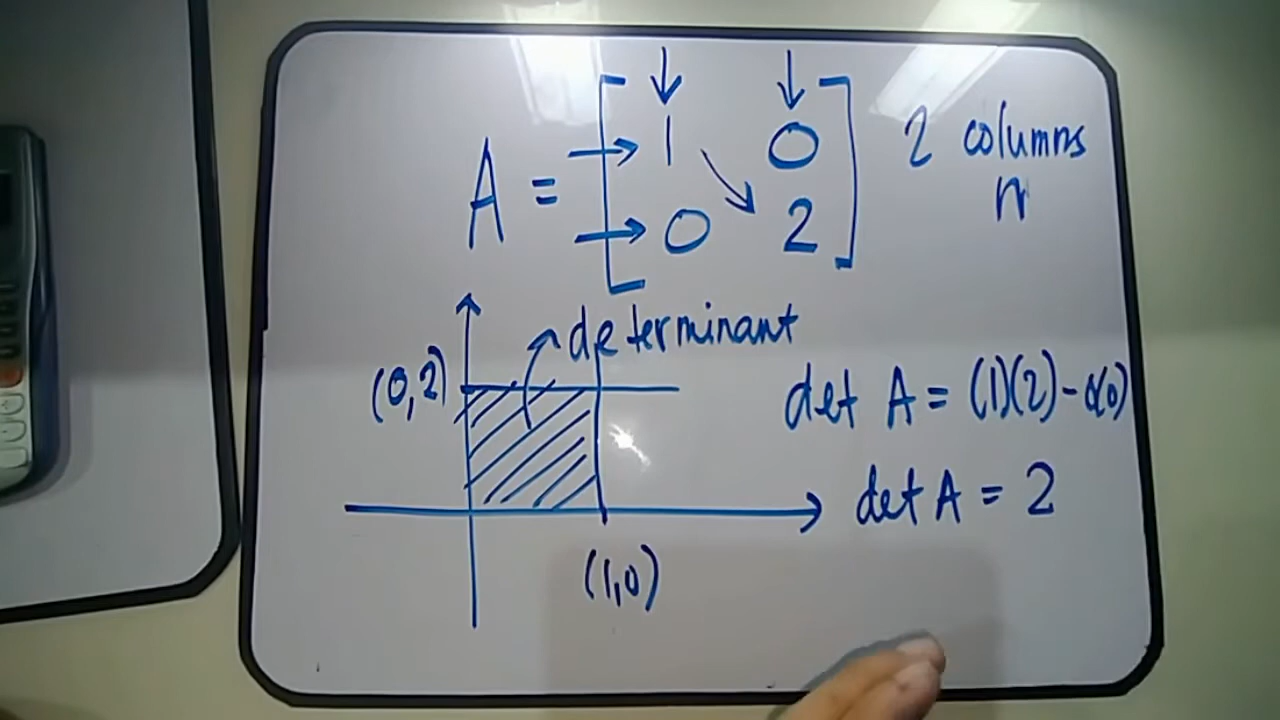 A = [ 1 0
0 2 ]
2 columns
n
determinant
(0,2)
det A = (1)(2) - 0(0)
det A = 2
(1,0)